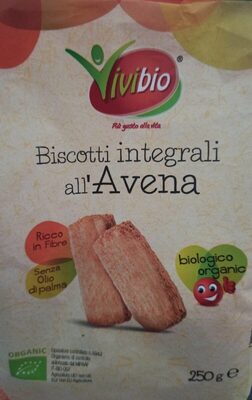 Vivibio®
Più gusto alla vita
Biscotti integrali
all'Avena
Ricco
in Fibre
Senza
Olio
di palma
biologico
organic
ORGANIC
250g e